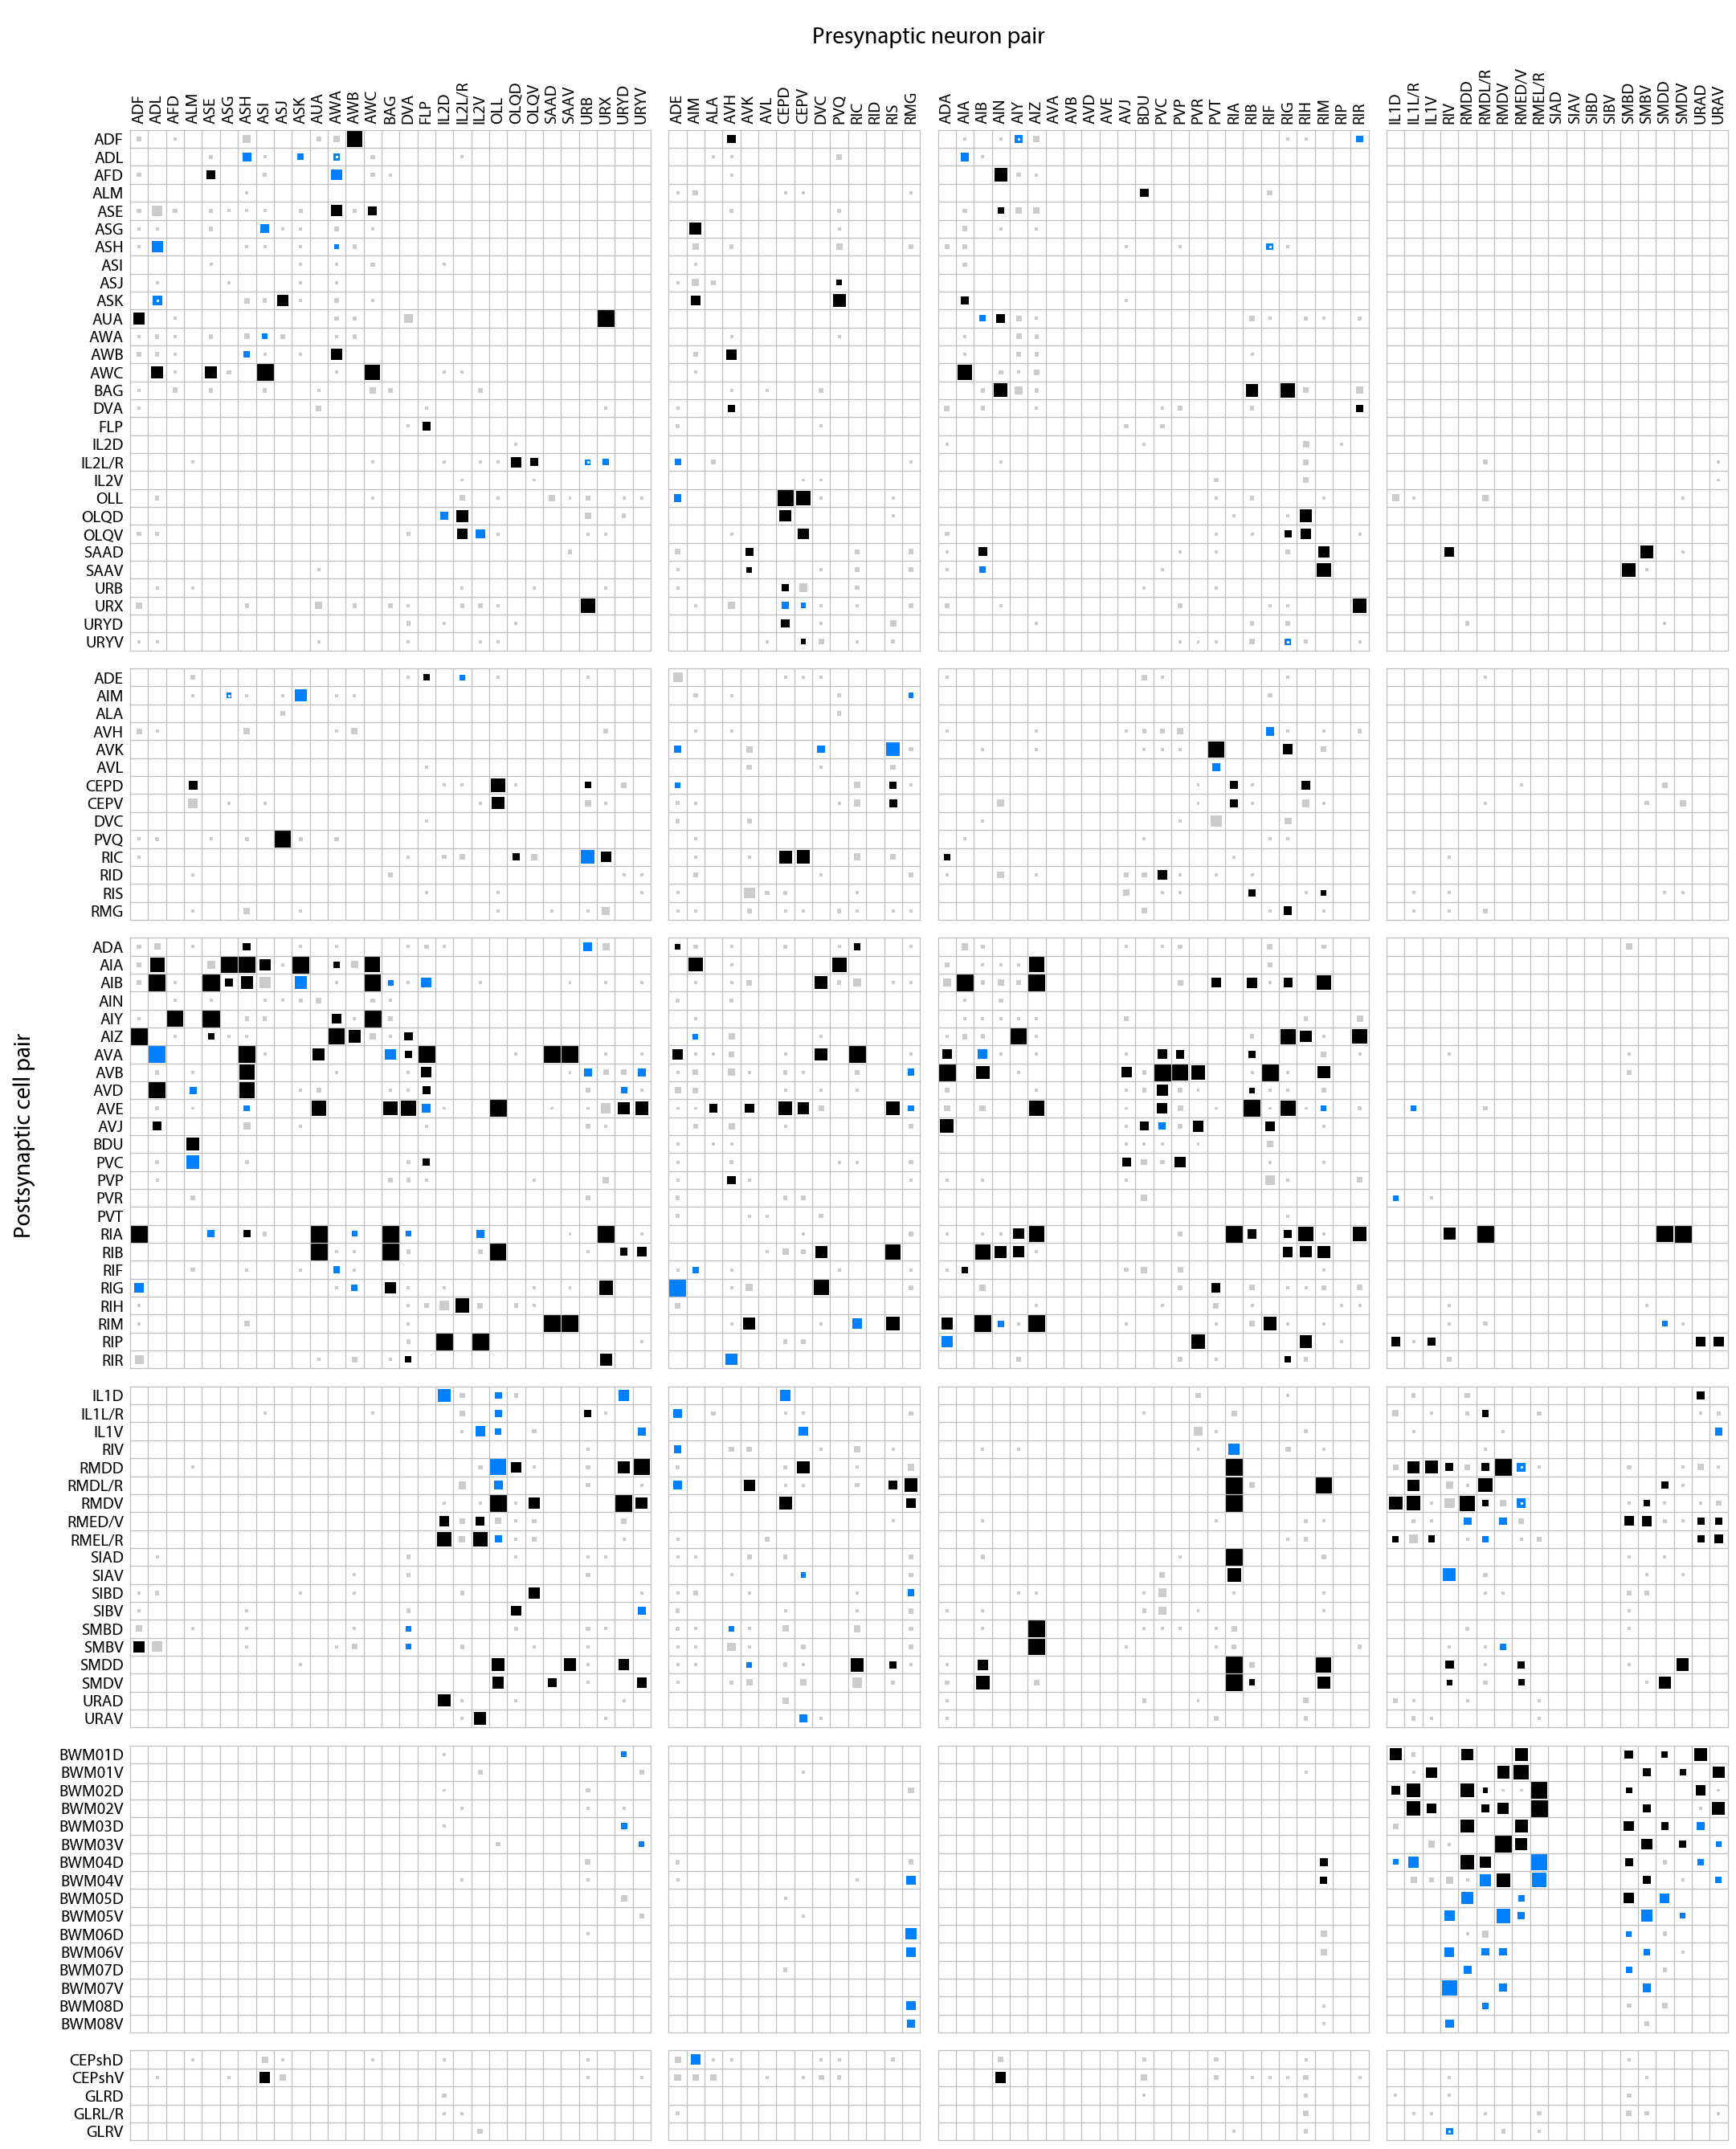 Presynaptic neuron pair
ADF ADL AFD ALM ASE ASG ASH ASI ASJ ASK AUA AWA AWB AWC BAG DVA FLP IL2D IL2L/R IL2V OLL OLQD OLQV SAAD SAAV URB URX URYD URYV ADE AIM ALA AVH AVK AVL CEPD CEPV DVC PVQ RIC RID RIS RMG ADA AIA AIB AIN AIY AIZ AVA AVB AVD AVE AVJ BDU PVC PVP PVR PVT RIA RIB RIF RIG RIH RIM RIP RIR IL1D IL1L/R IL1V RIV RMDD RMDL/R RMDV RMED/V RMEL/R SIAD SIAV SIBD SIBV SMBD SMBV SMDD SMDV URAD URAV
Postsynaptic cell pair
ADF
ADL
AFD
ALM
ASE
ASG
ASH
ASI
ASJ
ASK
AUA
AWA
AWB
AWC
BAG
DVA
FLP
IL2D
IL2L/R
IL2V
OLL
OLQD
OLQV
SAAD
SAAV
URB
URX
URYD
URYV
ADE
AIM
ALA
AVH
AVK
AVL
CEPD
CEPV
DVC
PVQ
RIC
RID
RIS
RMG
ADA
AIA
AIB
AIN
AIY
AIZ
AVA
AVB
AVD
AVE
AVJ
BDU
PVC
PVP
PVR
PVT
RIA
RIB
RIF
RIG
RIH
RIM
RIP
RIR
IL1D
IL1L/R
IL1V
RIV
RMDD
RMDL/R
RMDV
RMED/V
RMEL/R
SIAD
SIAV
SIBD
SIBV
SMBD
SMBV
SMDD
SMDV
URAD
URAV
BWM01D
BWM01V
BWM02D
BWM02V
BWM03D
BWM03V
BWM04D
BWM04V
BWM05D
BWM05V
BWM06D
BWM06V
BWM07D
BWM07V
BWM08D
BWM08V
CEPshD
CEPshV
GLRD
GLRL/R
GLRV